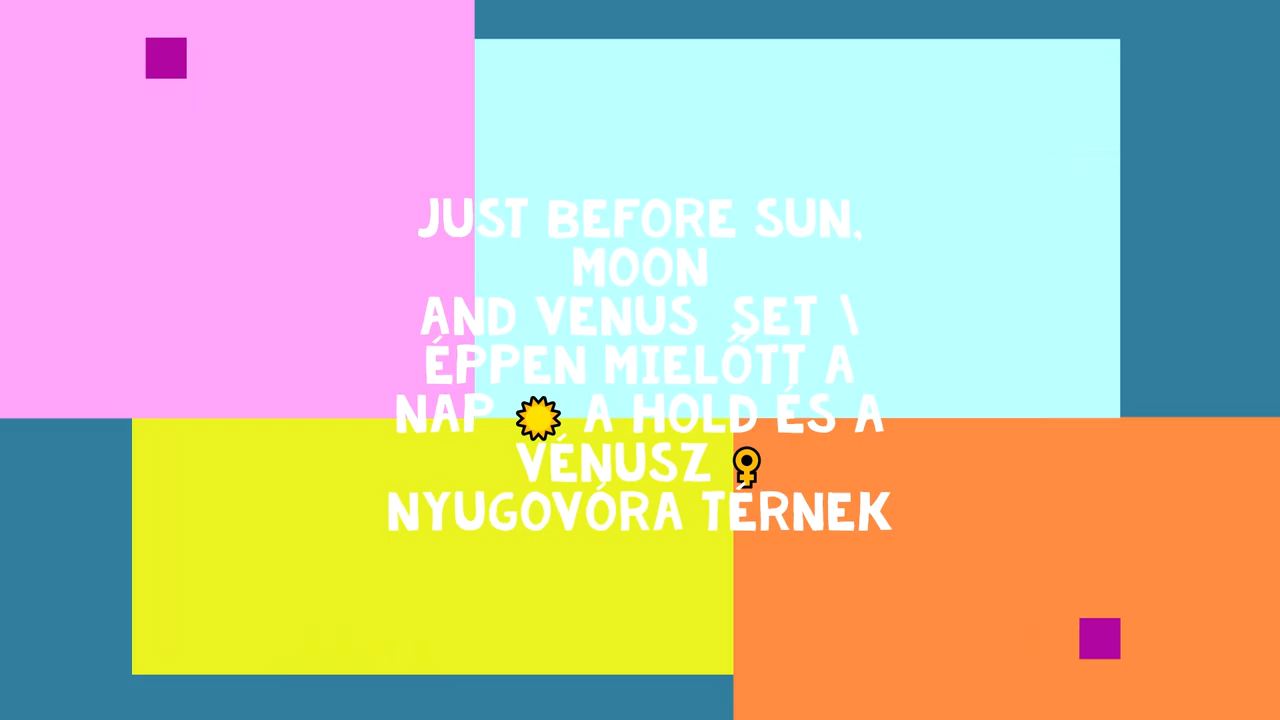 JUST BEFORE SUN,
MOON
AND VENUS SET \
ÉPPEN MIELŐTT A
NAP A HOLD ÉS A
VÉNUSZ
NYUGOVÓRA TÉRNEK